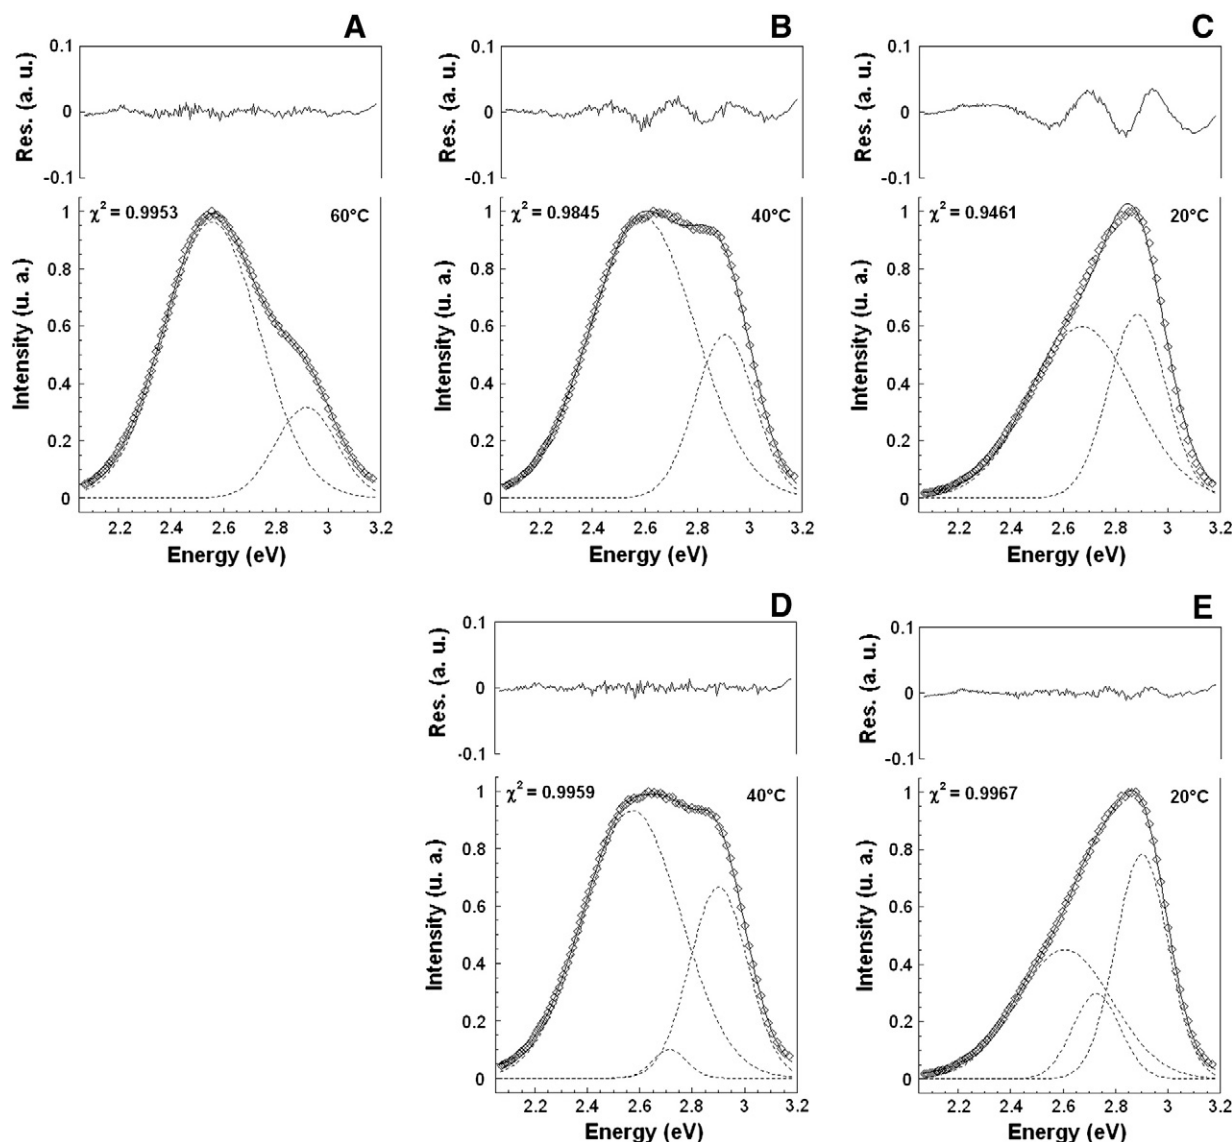 A
B
C
0.1
0
-0.1
Res. (a. u.)
0.1
0
-0.1
Res. (a. u.)
0.1
0
-0.1
Res. (a. u.)
χ² = 0.9953
60°C
1
0.8
0.6
0.4
0.2
0
Intensity (u. a.)
2.2 2.4 2.6 2.8 3 3.2
Energy (eV)
χ² = 0.9845
40°C
1
0.8
0.6
0.4
0.2
0
Intensity (u. a.)
2.2 2.4 2.6 2.8 3 3.2
Energy (eV)
χ² = 0.9461
20°C
1
0.8
0.6
0.4
0.2
0
Intensity (u. a.)
2.2 2.4 2.6 2.8 3 3.2
Energy (eV)
D
E
0.1
0
-0.1
Res. (a. u.)
0.1
0
-0.1
Res. (a. u.)
χ² = 0.9959
40°C
1
0.8
0.6
0.4
0.2
0
Intensity (u. a.)
2.2 2.4 2.6 2.8 3 3.2
Energy (eV)
χ² = 0.9967
20°C
1
0.8
0.6
0.4
0.2
0
Intensity (u. a.)
2.2 2.4 2.6 2.8 3 3.2
Energy (eV)